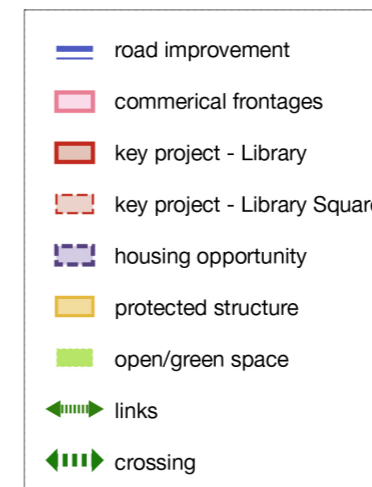 road improvement
commerical frontages
key project - Library
key project - Library Square
housing opportunity
protected structure
open/green space
links
crossing